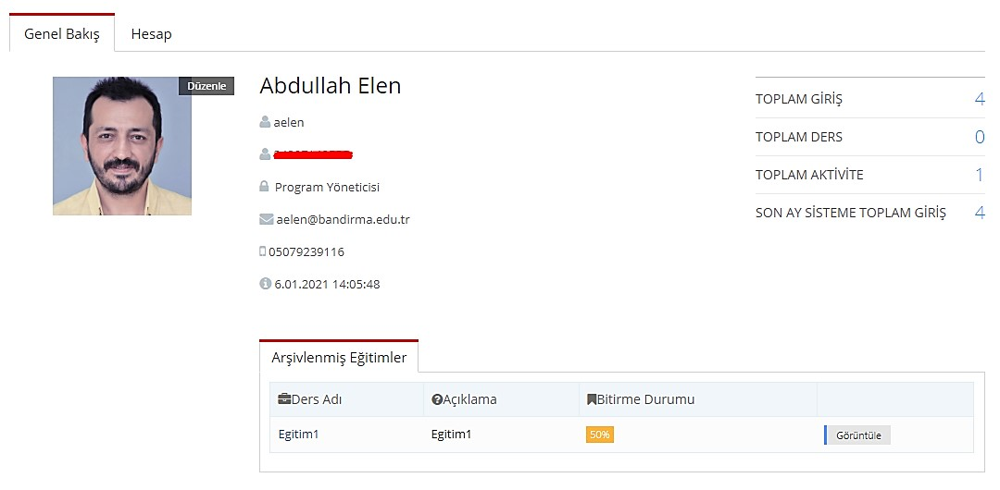 Genel Bakış
Hesap
Düzenle
Abdullah Elen
aelen
Program Yöneticisi
aelen@bandirma.edu.tr
05079239116
6.01.2021 14:05:48
TOPLAM GİRİŞ 4
TOPLAM DERS 0
TOPLAM AKTİVİTE 1
SON AY SİSTEME TOPLAM GİRİŞ 4
Arşivlenmiş Eğitimler
Ders Adı Açıklama Bitirme Durumu
Egitim1 Egitim1 50% Görüntüle